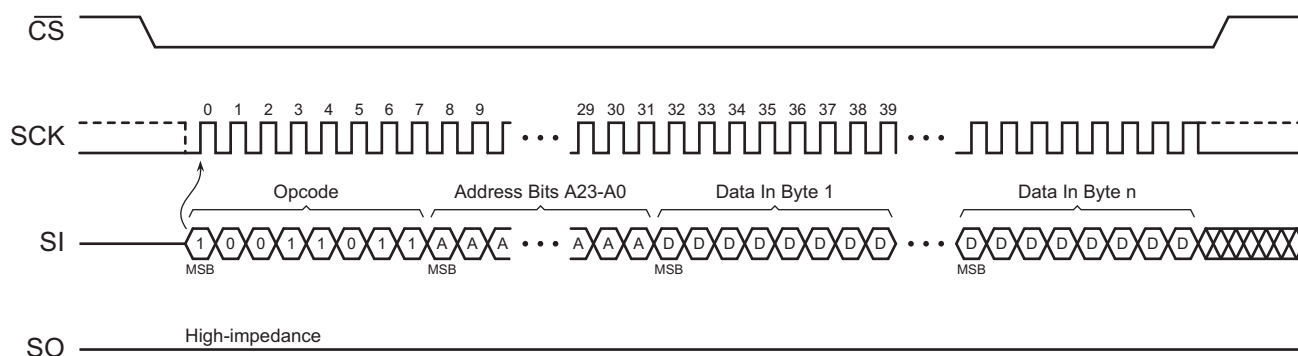 CS
SCK
0 1 2 3 4 5 6 7 8 9 29 30 31 32 33 34 35 36 37 38 39
Opcode Address Bits A23-A0 Data In Byte 1 Data In Byte n
SI
1 0 0 1 1 0 1 1 A A A A A A D D D D D D D D D D D D D D D D
MSB MSB MSB MSB
SO
High-impedance